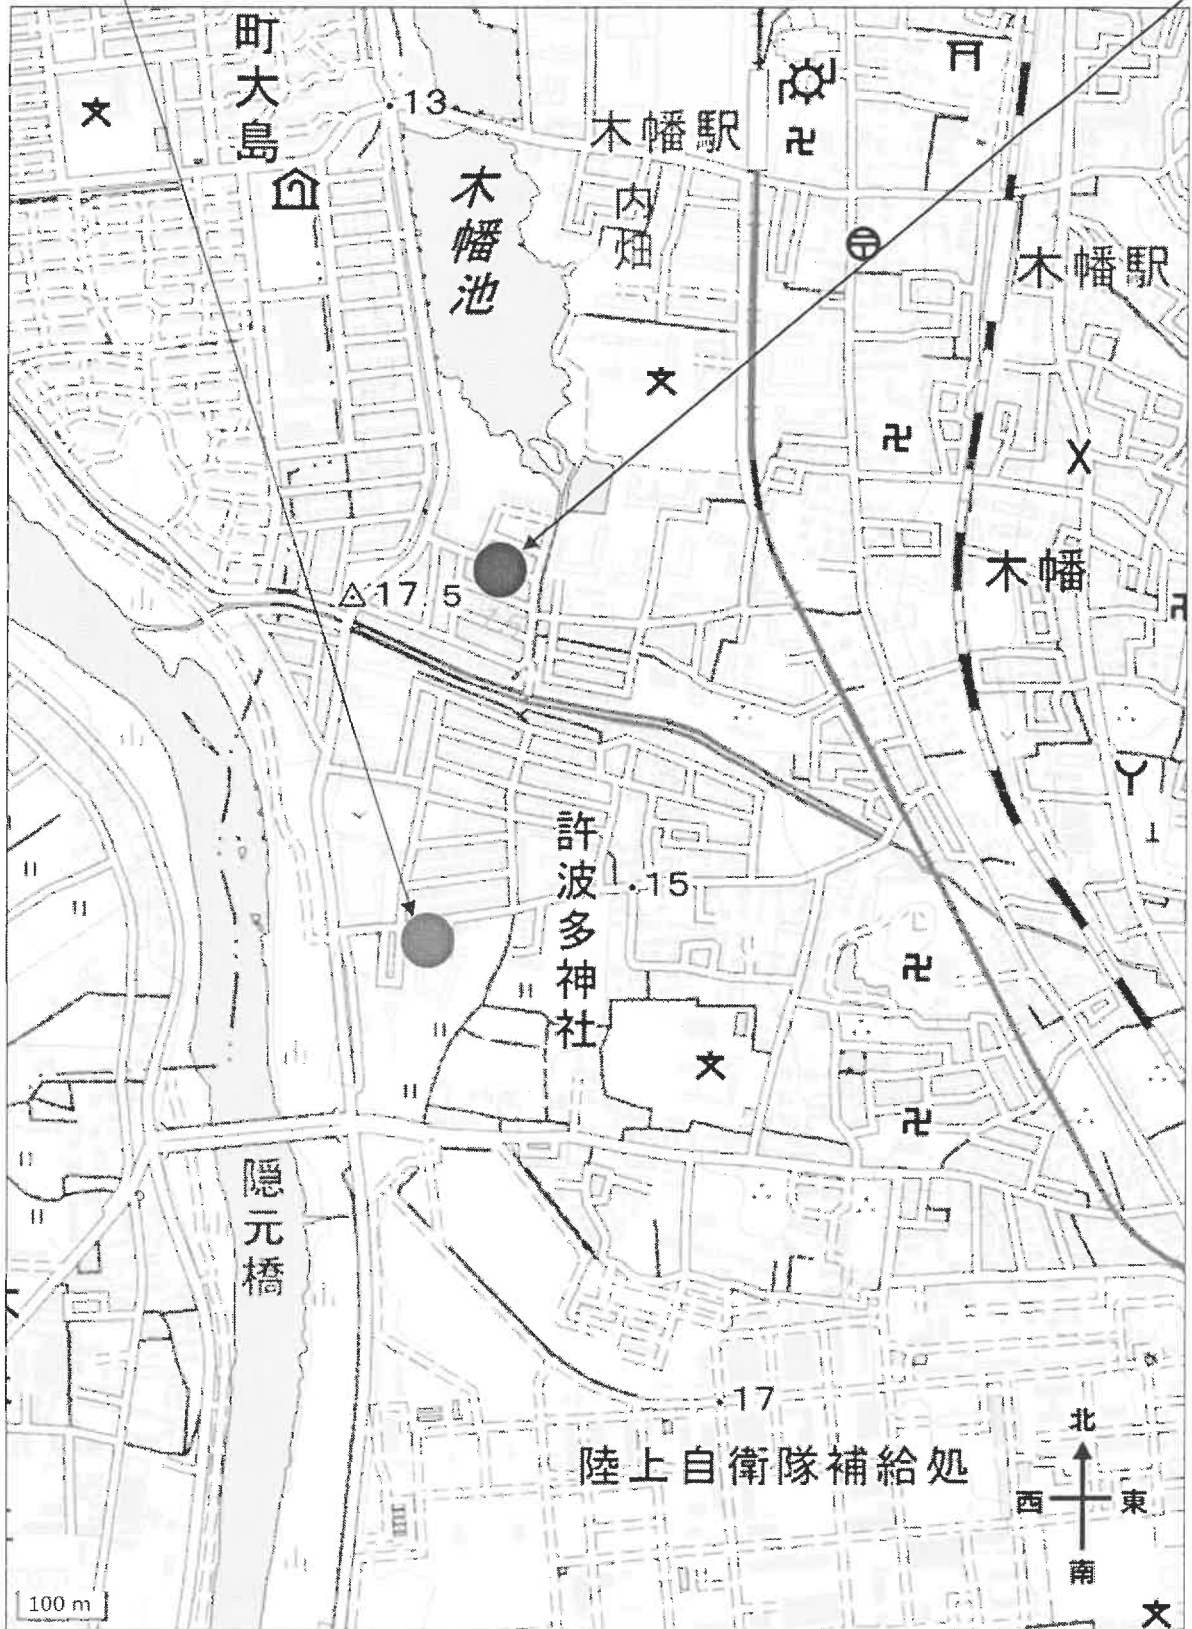 町大島
13
木幡駅
内畑
木幡池
木幡駅
木幡
17 5
許波多神社
15
隠元橋
17
陸上自衛隊補給処
北
西
東
南
100 m